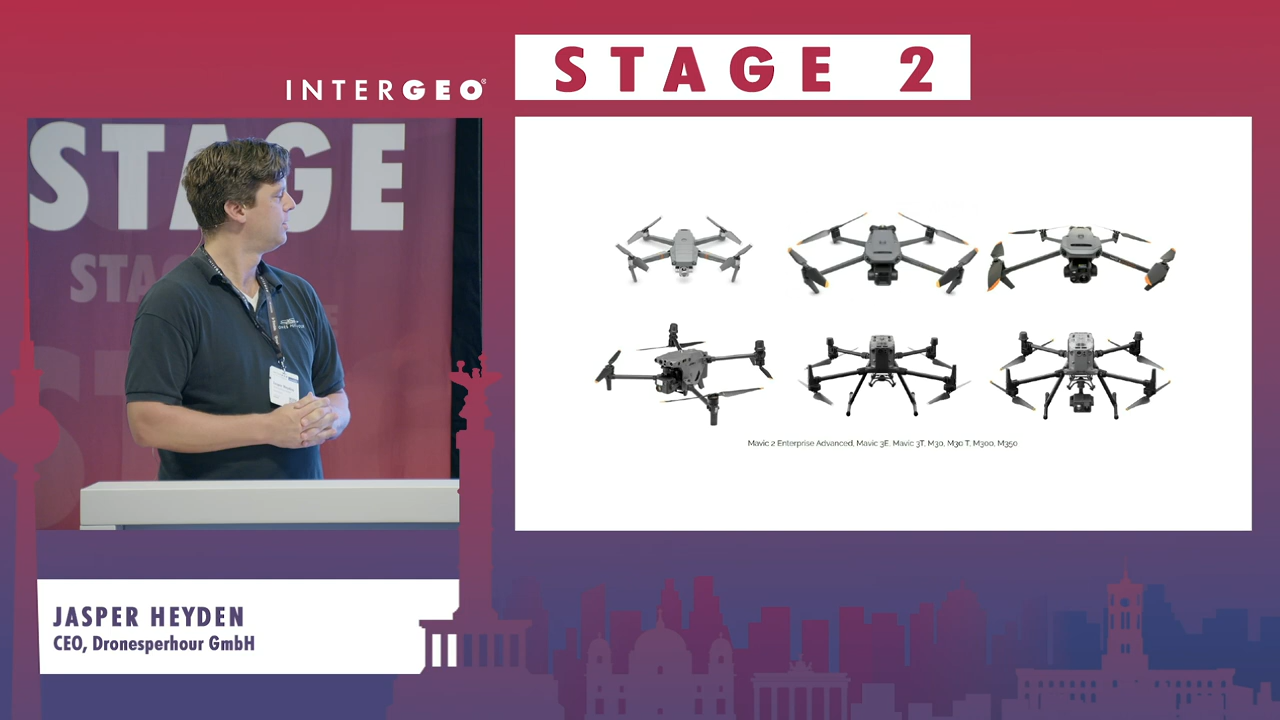 INTERGEO®
STAGE 2
STAGE
STA
JASPER HEYDEN
CEO, Dronesperhour GmbH
Mavic 2 Enterprise Advanced, Mavic 3E, Mavic 3T, M30, M30 T, M300, M350